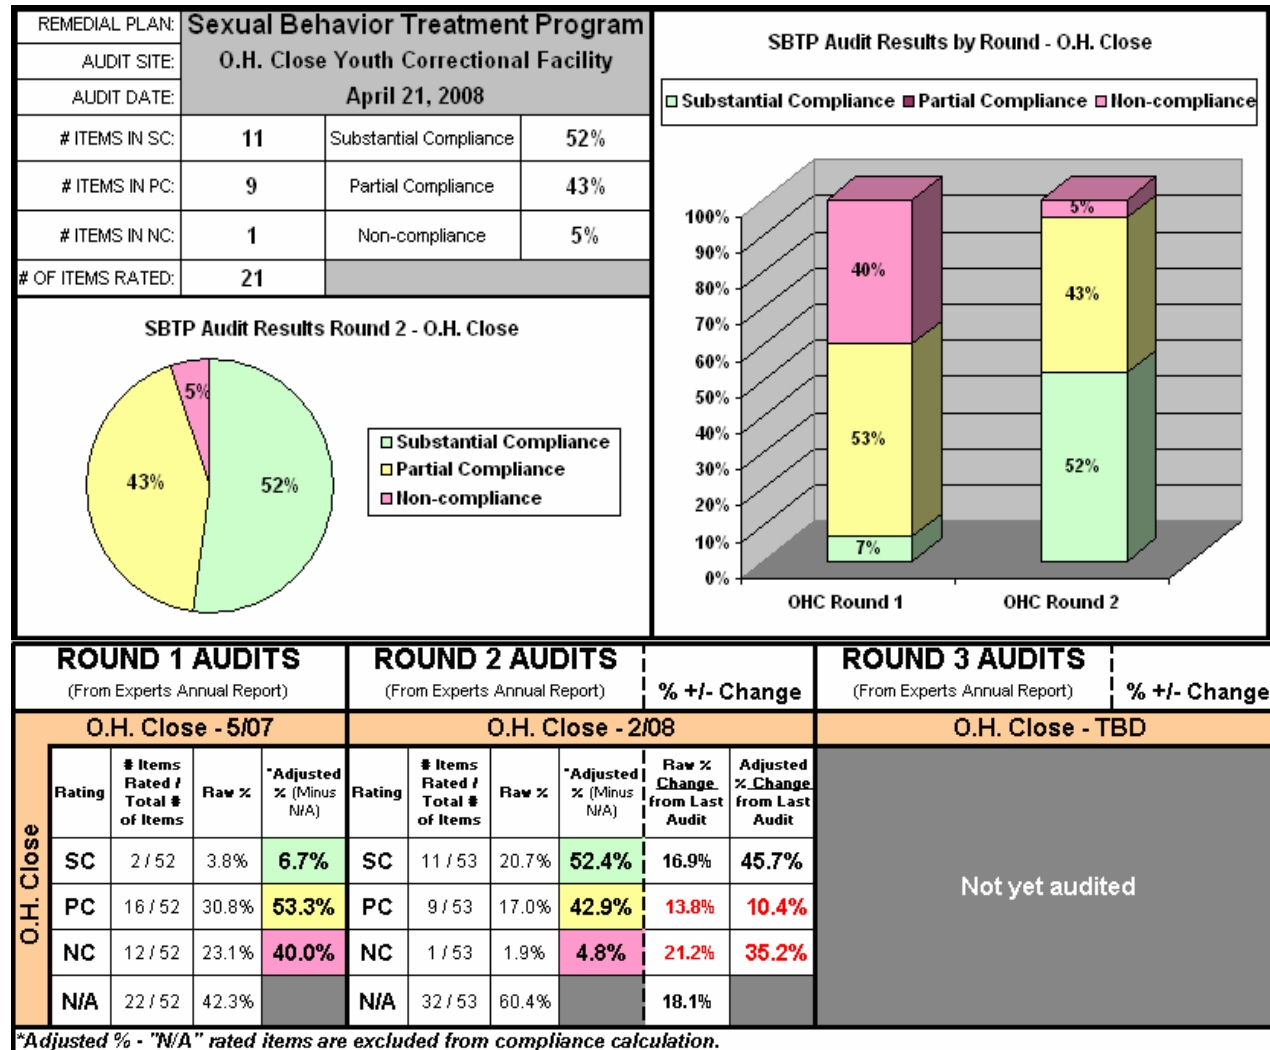 REMEDIAL PLAN: Sexual Behavior Treatment Program
AUDIT SITE: O.H. Close Youth Correctional Facility
AUDIT DATE: April 21, 2008
# ITEMS IN SC: 11 Substantial Compliance 52%
# ITEMS IN PC: 9 Partial Compliance 43%
# ITEMS IN NC: 1 Non-compliance 5%
# OF ITEMS RATED: 21
SBTP Audit Results Round 2 - O.H. Close
5%
43%
52%
Substantial Compliance
Partial Compliance
Non-compliance
SBTP Audit Results by Round - O.H. Close
Substantial Compliance Partial Compliance Non-compliance
100%
90%
80%
70%
60%
50%
40%
30%
20%
10%
0%
40%
53%
7%
5%
43%
52%
OHC Round 1 OHC Round 2
ROUND 1 AUDITS
(From Experts Annual Report)
ROUND 2 AUDITS
(From Experts Annual Report)
% +/- Change
ROUND 3 AUDITS
(From Experts Annual Report)
% +/- Change
O.H. Close - 5/07 O.H. Close - 2/08 O.H. Close - TBD
O.H. Close
Rating
# Items
Rated /
Total #
of Items
Raw %
*Adjusted
% (Minus
N/A)
Rating
# Items
Rated /
Total #
of Items
Raw %
*Adjusted
% (Minus
N/A)
Raw %
Change
from Last
Audit
Adjusted
% Change
from Last
Audit
SC 2 / 52 3.8% 6.7% SC 11 / 53 20.7% 52.4% 16.9% 45.7%
PC 16 / 52 30.8% 53.3% PC 9 / 53 17.0% 42.9% 13.8% 10.4%
NC 12 / 52 23.1% 40.0% NC 1 / 53 1.9% 4.8% 21.2% 35.2%
N/A 22 / 52 42.3% N/A 32 / 53 60.4% 18.1%
Not yet audited
*Adjusted % - "N/A" rated items are excluded from compliance calculation.